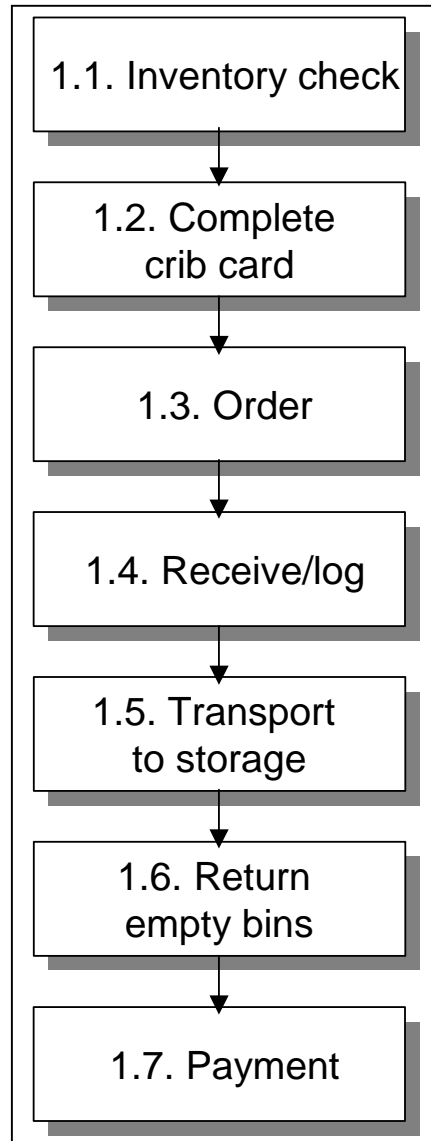 1.1. Inventory check
1.2. Complete
crib card
1.3. Order
1.4. Receive/log
1.5. Transport
to storage
1.6. Return
empty bins
1.7. Payment